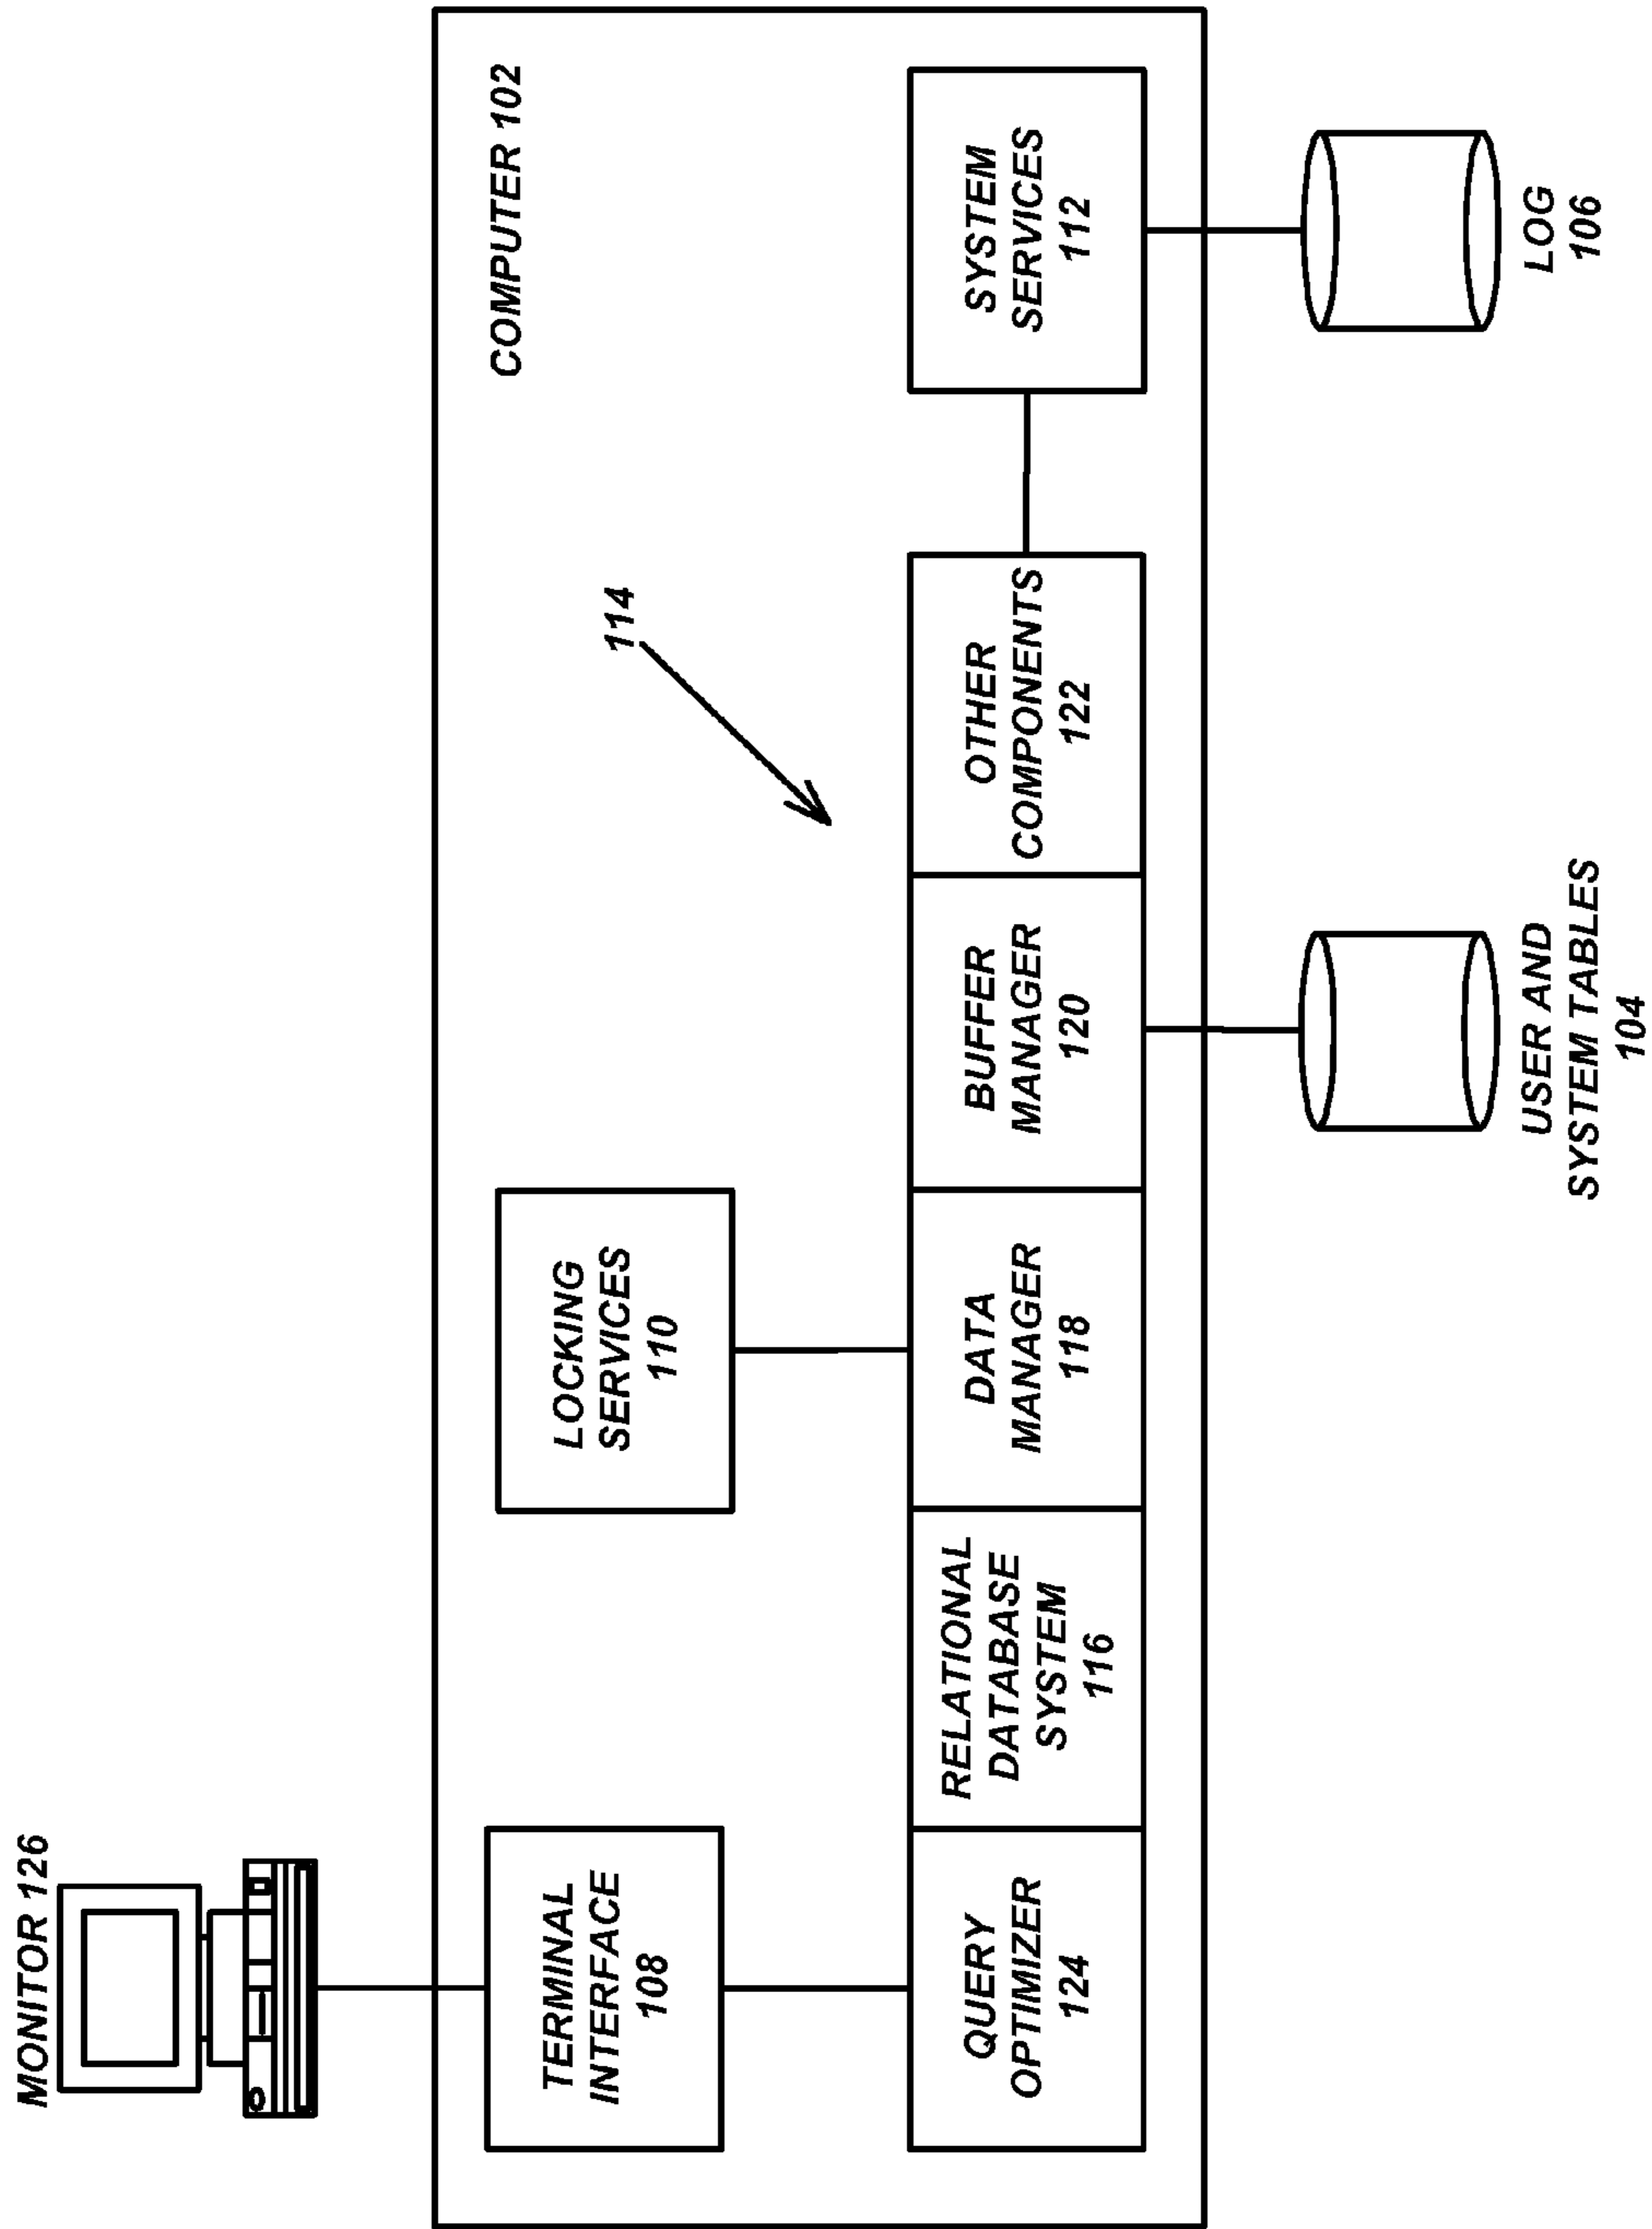 MONITOR 126
COMPUTER 102
TERMINAL
INTERFACE
108
LOCKING
SERVICES
110
114
QUERY
OPTIMIZER
124
RELATIONAL
DATABASE
SYSTEM
116
DATA
MANAGER
118
BUFFER
MANAGER
120
OTHER
COMPONENTS
122
SYSTEM
SERVICES
112
USER AND
SYSTEM TABLES
104
LOG
106